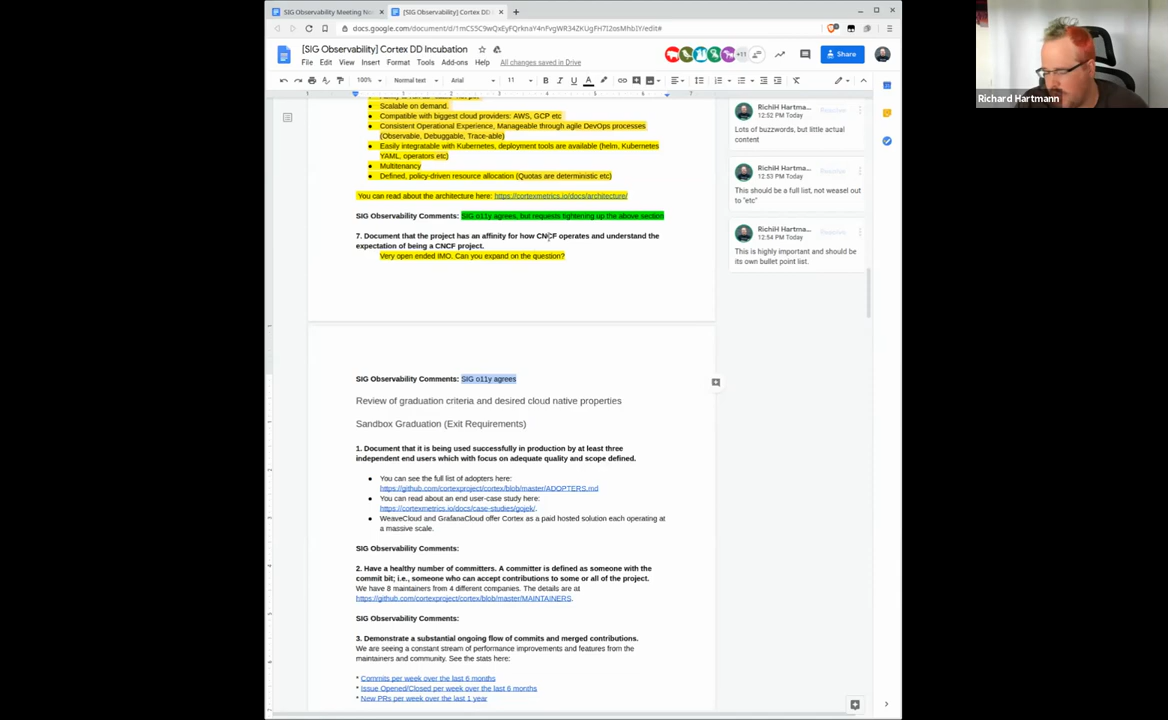 SIG Observability Meeting No
[SIG Observability] Cortex DD
docs.google.com/document/d/
[SIG Observability] Cortex DD Incubation
File Edit View Insert Format Tools Add-ons Help All changes saved in Drive
+11
Share
100% Normal text Arial 11
Scalable on demand.
Compatible with biggest cloud providers: AWS, GCP etc
Consistent Operational Experience, Manageable through agile DevOps processes
(Observable, Debuggable, Trace-able)
Easily integratable with Kubernetes, deployment tools are available (helm, Kubernetes
YAML, operators etc)
Multitenancy
Defined, policy-driven resource allocation (Quotas are deterministic etc)
You can read about the architecture here: https://cortexmetrics.io/docs/architecture/
SIG Observability Comments: SIG o11y agrees, but requests tightening up the above section
7. Document that the project has an affinity for how CNCF operates and understand the
expectation of being a CNCF project.
Very open ended IMO. Can you expand on the question?
SIG Observability Comments: SIG o11y agrees
Review of graduation criteria and desired cloud native properties
Sandbox Graduation (Exit Requirements)
1. Document that it is being used successfully in production by at least three
independent end users which with focus on adequate quality and scope defined.
You can see the full list of adopters here:
https://github.com/cortexproject/cortex/blob/master/ADOPTERS.md
You can read about an end user-case study here:
https://cortexmetrics.io/docs/case-studies/gojek/.
WeaveCloud and GrafanaCloud offer Cortex as a paid hosted solution each operating at
a massive scale.
SIG Observability Comments:
2. Have a healthy number of committers. A committer is defined as someone with the
commit bit; i.e., someone who can accept contributions to some or all of the project.
We have 8 maintainers from 4 different companies. The details are at
https://github.com/cortexproject/cortex/blob/master/MAINTAINERS.
SIG Observability Comments:
3. Demonstrate a substantial ongoing flow of commits and merged contributions.
We are seeing a constant stream of performance improvements and features from the
maintainers and community. See the stats here:
* Commits per week over the last 6 months
* Issue Opened/Closed per week over the last 6 months
* New PRs per week over the last 1 year
RichiH Hartma...
12:52 PM Today
Lots of buzzwords, but little actual
content
RichiH Hartma...
12:53 PM Today
This should be a full list, not weasel out
to "etc"
RichiH Hartma...
12:54 PM Today
This is highly important and should be
its own bullet point list.
Richard Hartmann